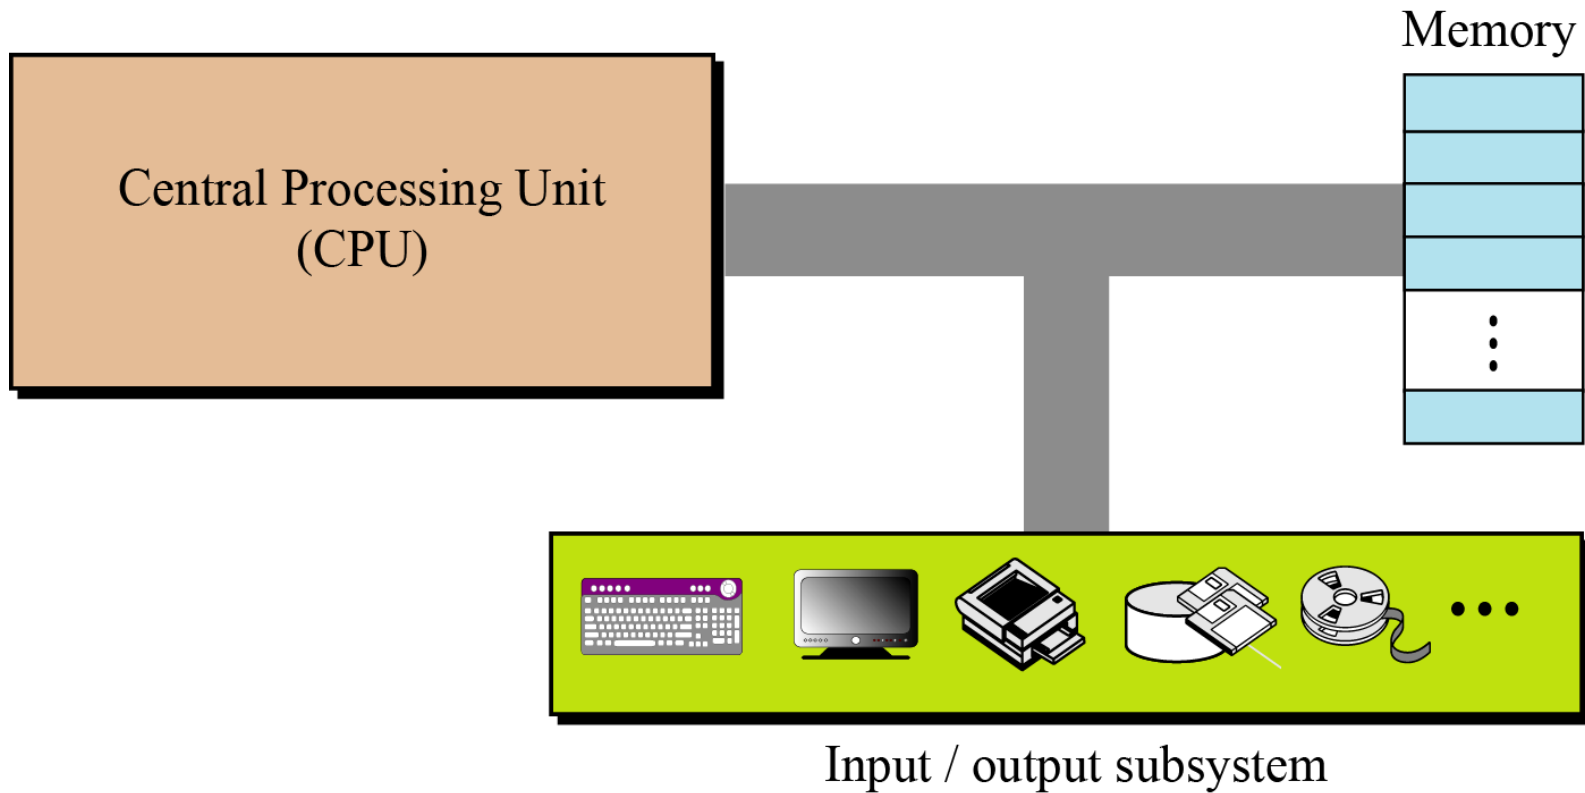 Memory
Central Processing Unit
(CPU)
Input / output subsystem